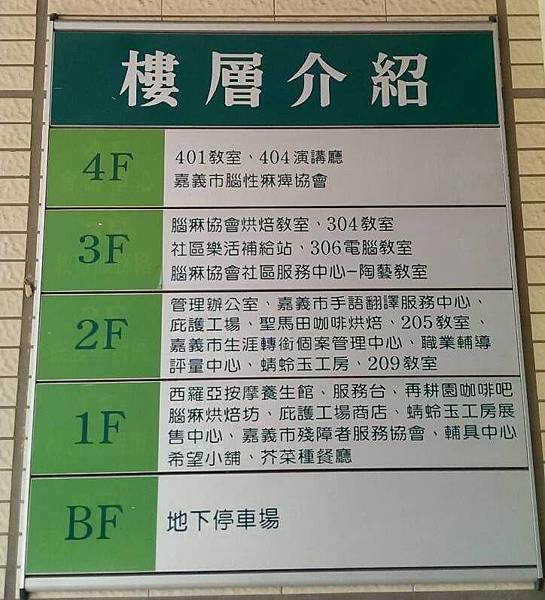 樓層介紹
4F
401教室、404演講廳
嘉義市腦性麻痺協會
3F
腦麻協會烘焙教室、304教室
社區樂活補給站、306電腦教室
腦麻協會社區服務中心-陶藝教室
2F
管理辦公室、嘉義市手語翻譯服務中心、
庇護工場、聖馬田咖啡烘焙、205教室、
嘉義市生涯轉銜個案管理中心、職業輔導
評量中心、蜻蛉玉工房、209教室
1F
西羅亞按摩養生館、服務台、再耕園咖啡吧
腦麻烘焙坊、庇護工場商店、蜻蛉玉工房展
售中心、嘉義市殘障者服務協會、輔具中心
希望小舖、芥菜種餐廳
BF
地下停車場